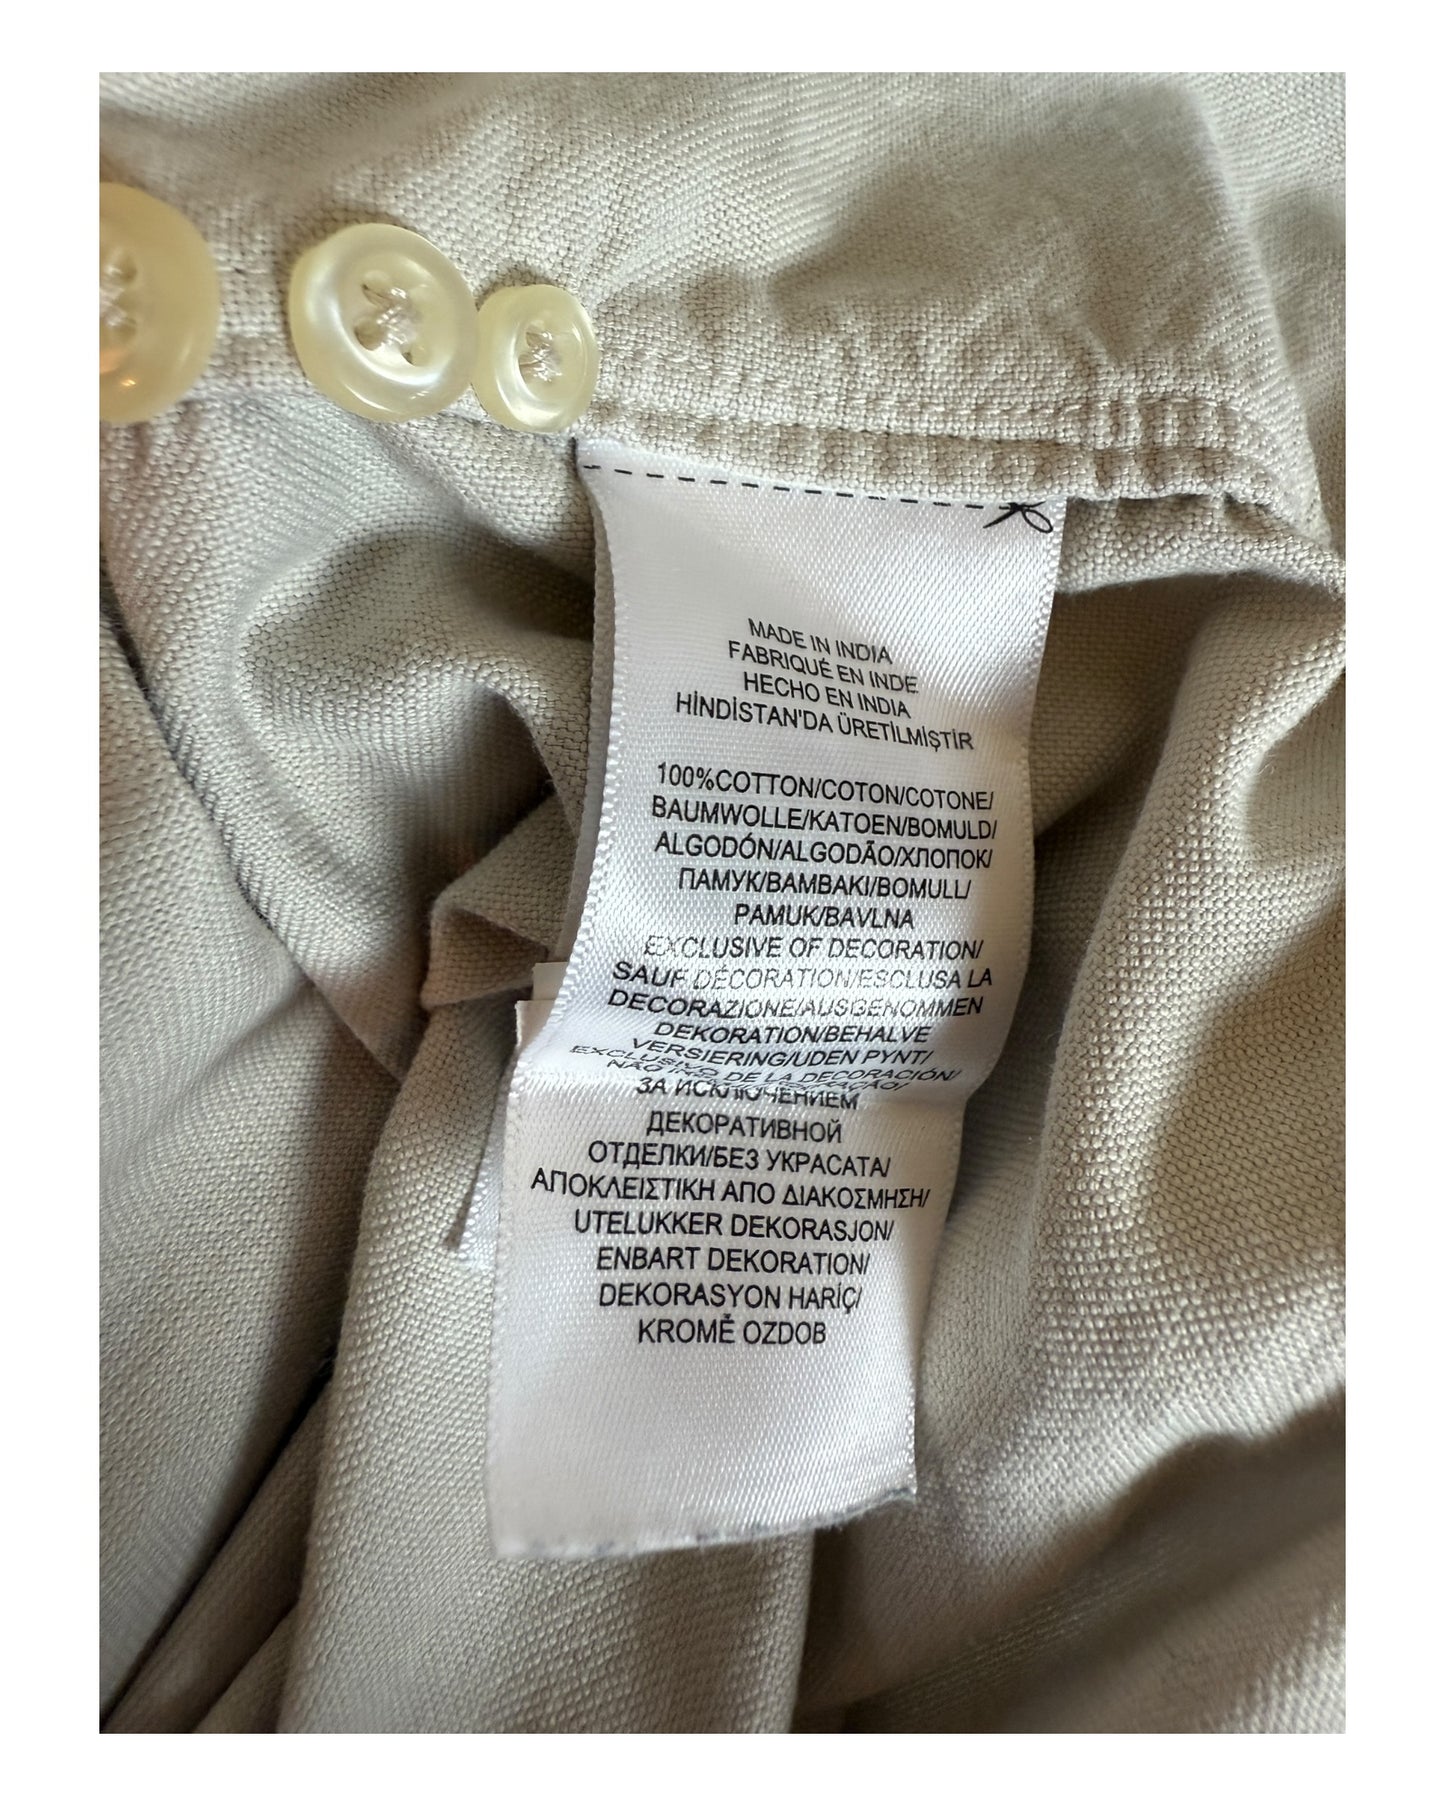 MADE IN INDIA
FABRIQUÉ EN INDE
HECHO EN INDIA
HİNDİSTAN'DA ÜRETİLMİŞTİR
100%COTTON/COTON/COTONE/
BAUMWOLLE/KATOEN/BOMULD/
ALGODÓN/ALGODÃO/ХЛОПОК/
ПАМУК/ΒΑΜΒΑΚΙ/BOMULL/
PAMUK/BAVLNA
EXCLUSIVE OF DECORATION/
SAUF DÉCORATION/ESCLUSA LA
DECORAZIONE/AUSGENOMMEN
DEKORATION/BEHALVE
VERSIERING/UDEN PYNT/
EXCLUSIVO DE LA DECORACIÓN/
NÃO
ЗА ИСКЛЮЧЕНИЕМ
ДЕКОРАТИВНОЙ
ОТДЕЛКИ/БЕЗ УКРАСАТА/
ΑΠΟΚΛΕΙΣΤΙΚΗ ΑΠΟ ΔΙΑΚΟΣΜΗΣΗ/
UTELUKKER DEKORASJON/
ENBART DEKORATION/
DEKORASYON HARİÇ/
KROMĚ OZDOB